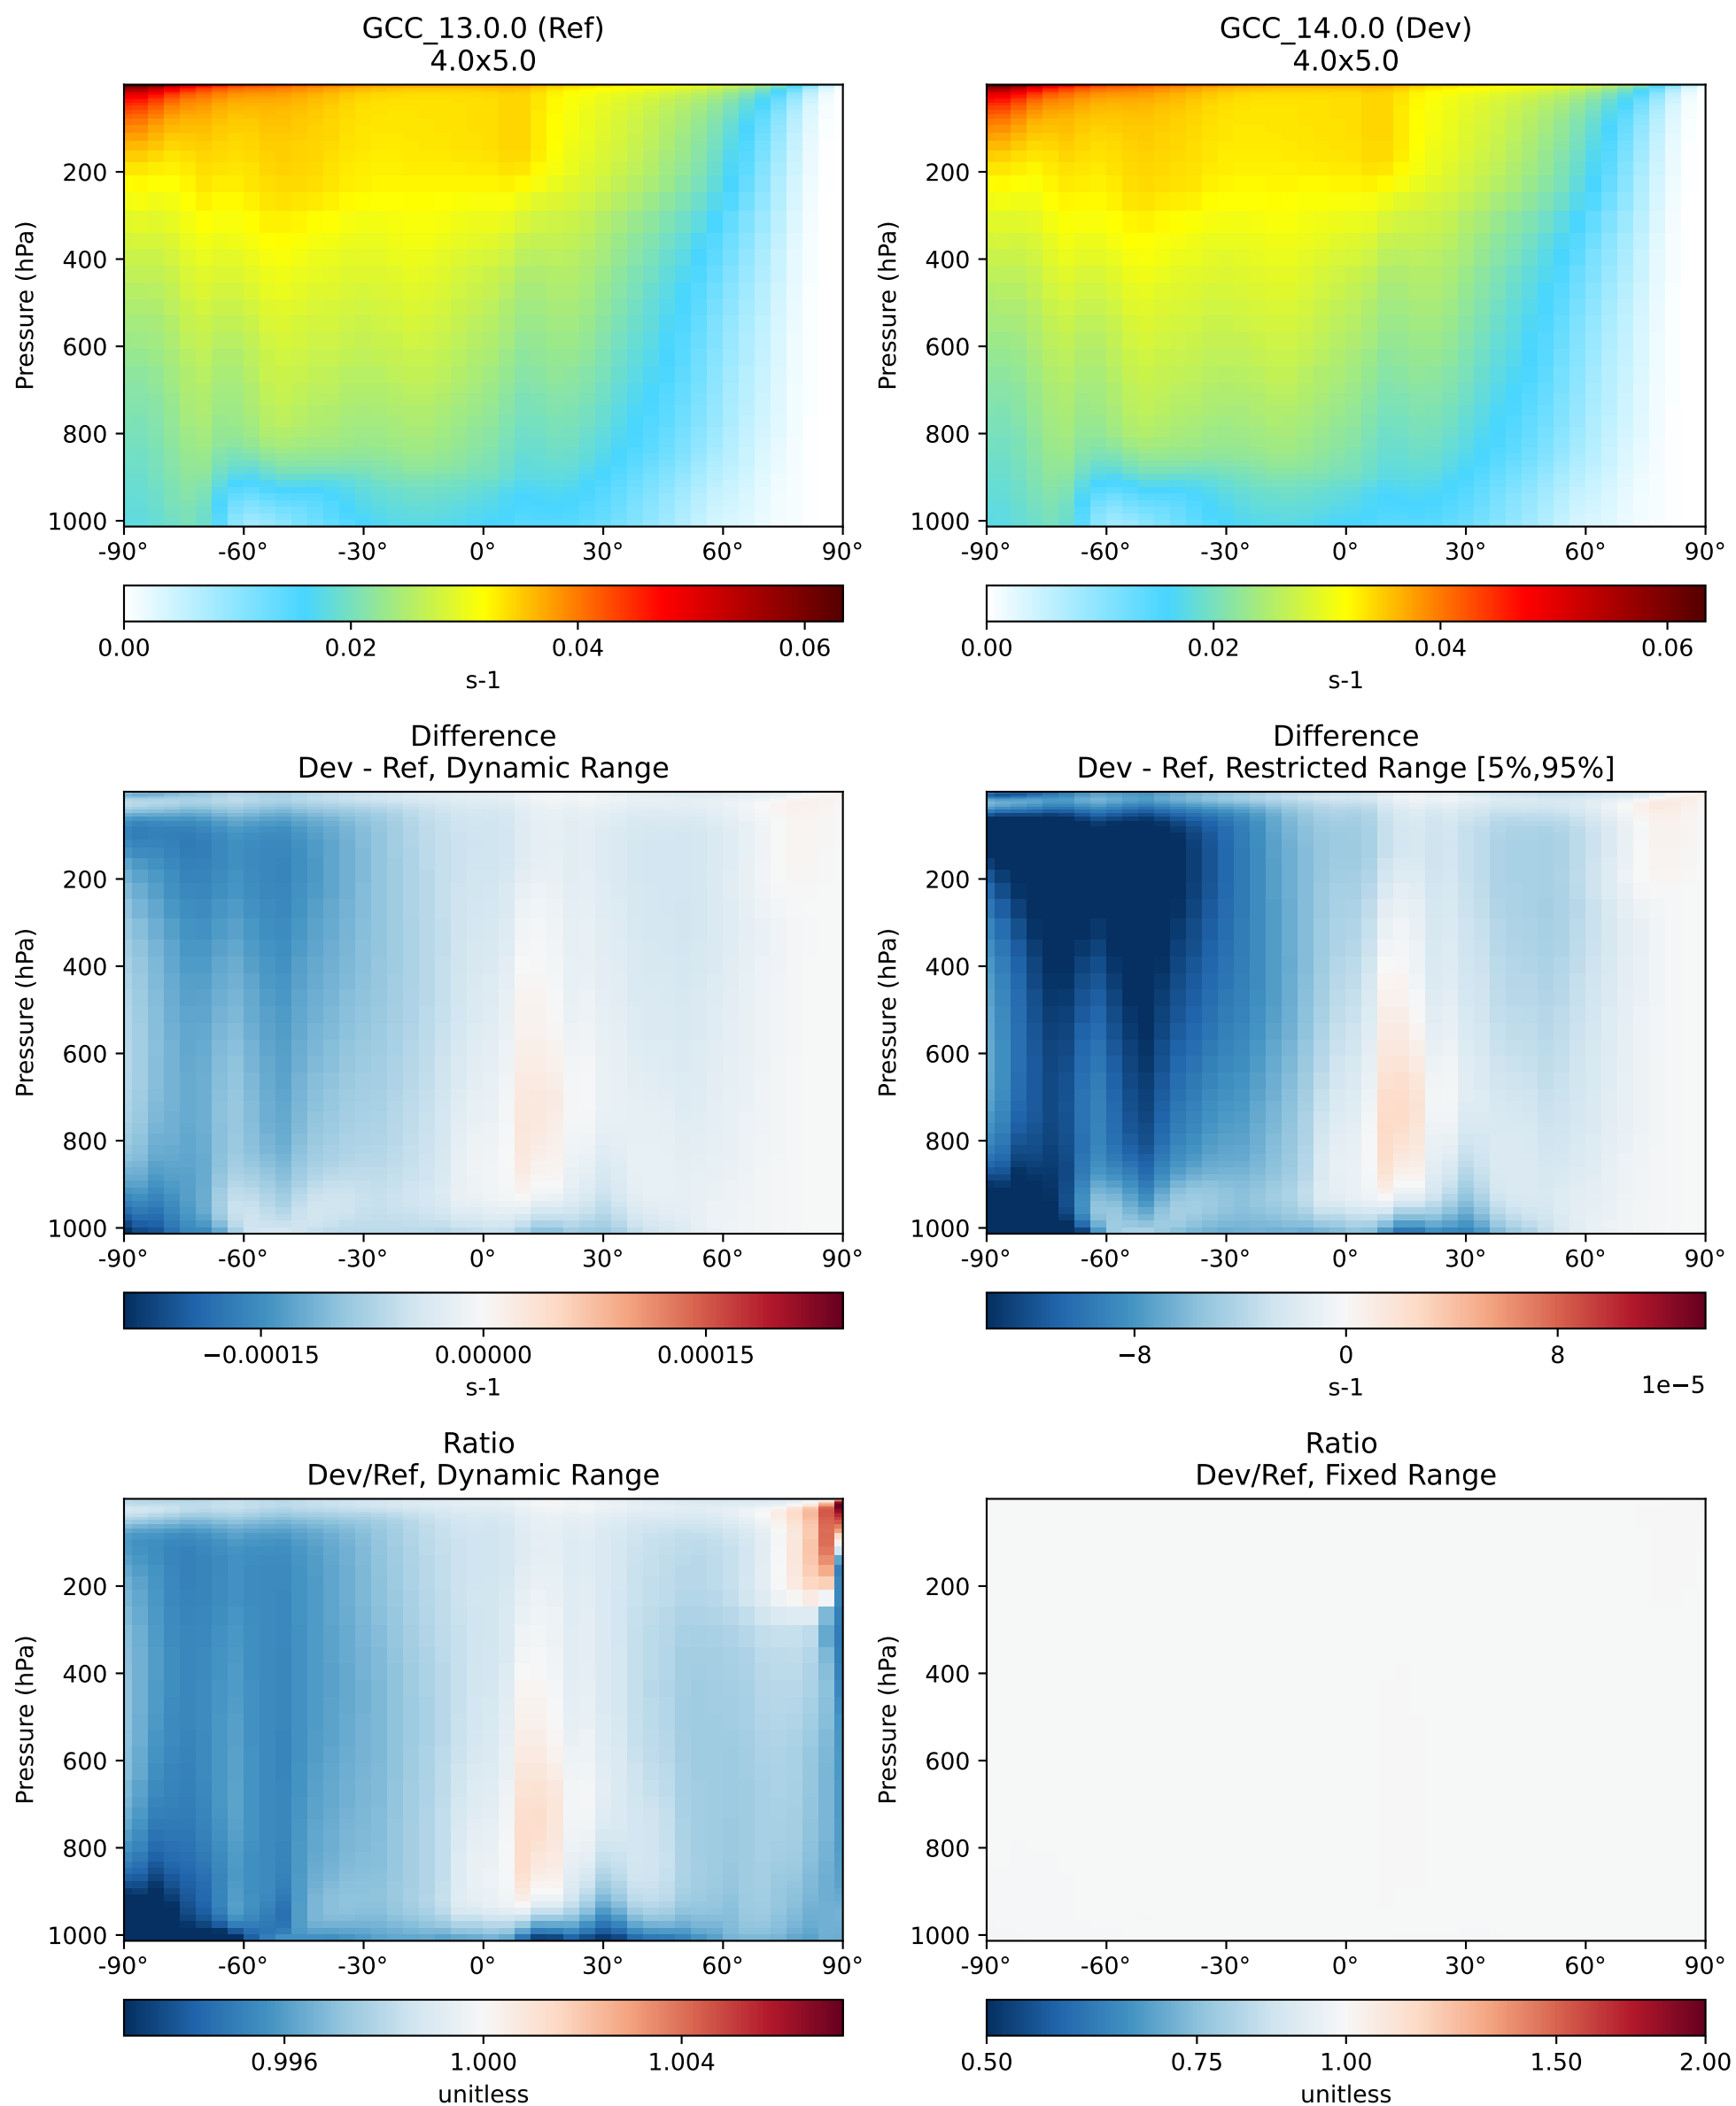 GCC_13.0.0 (Ref)
4.0x5.0
Pressure (hPa)
200
400
600
800
1000
-90° -60° -30° 0° 30° 60° 90°
0.00 0.02 0.04 0.06
s-1
GCC_14.0.0 (Dev)
4.0x5.0
Pressure (hPa)
200
400
600
800
1000
-90° -60° -30° 0° 30° 60° 90°
0.00 0.02 0.04 0.06
s-1
Difference
Dev - Ref, Dynamic Range
Pressure (hPa)
200
400
600
800
1000
-90° -60° -30° 0° 30° 60° 90°
−0.00015 0.00000 0.00015
s-1
Difference
Dev - Ref, Restricted Range [5%,95%]
Pressure (hPa)
200
400
600
800
1000
-90° -60° -30° 0° 30° 60° 90°
−8 0 8
s-1
1e−5
Ratio
Dev/Ref, Dynamic Range
Pressure (hPa)
200
400
600
800
1000
-90° -60° -30° 0° 30° 60° 90°
0.996 1.000 1.004
unitless
Ratio
Dev/Ref, Fixed Range
Pressure (hPa)
200
400
600
800
1000
-90° -60° -30° 0° 30° 60° 90°
0.50 0.75 1.00 1.50 2.00
unitless